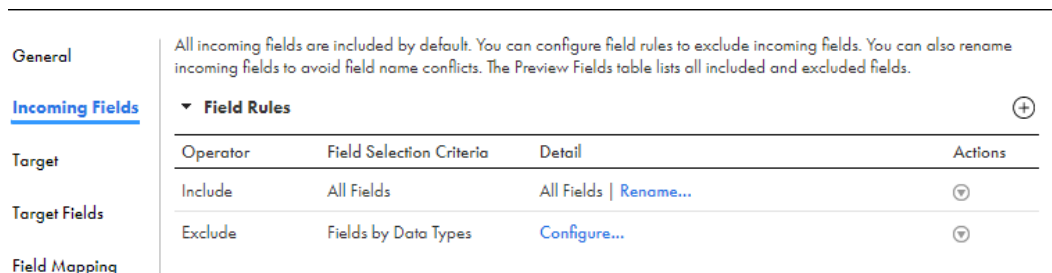 General
Incoming Fields
Target
Target Fields
Field Mapping
All incoming fields are included by default. You can configure field rules to exclude incoming fields. You can also rename
incoming fields to avoid field name conflicts. The Preview Fields table lists all included and excluded fields.
Field Rules
Operator Field Selection Criteria Detail Actions
Include All Fields All Fields | Rename...
Exclude Fields by Data Types Configure...